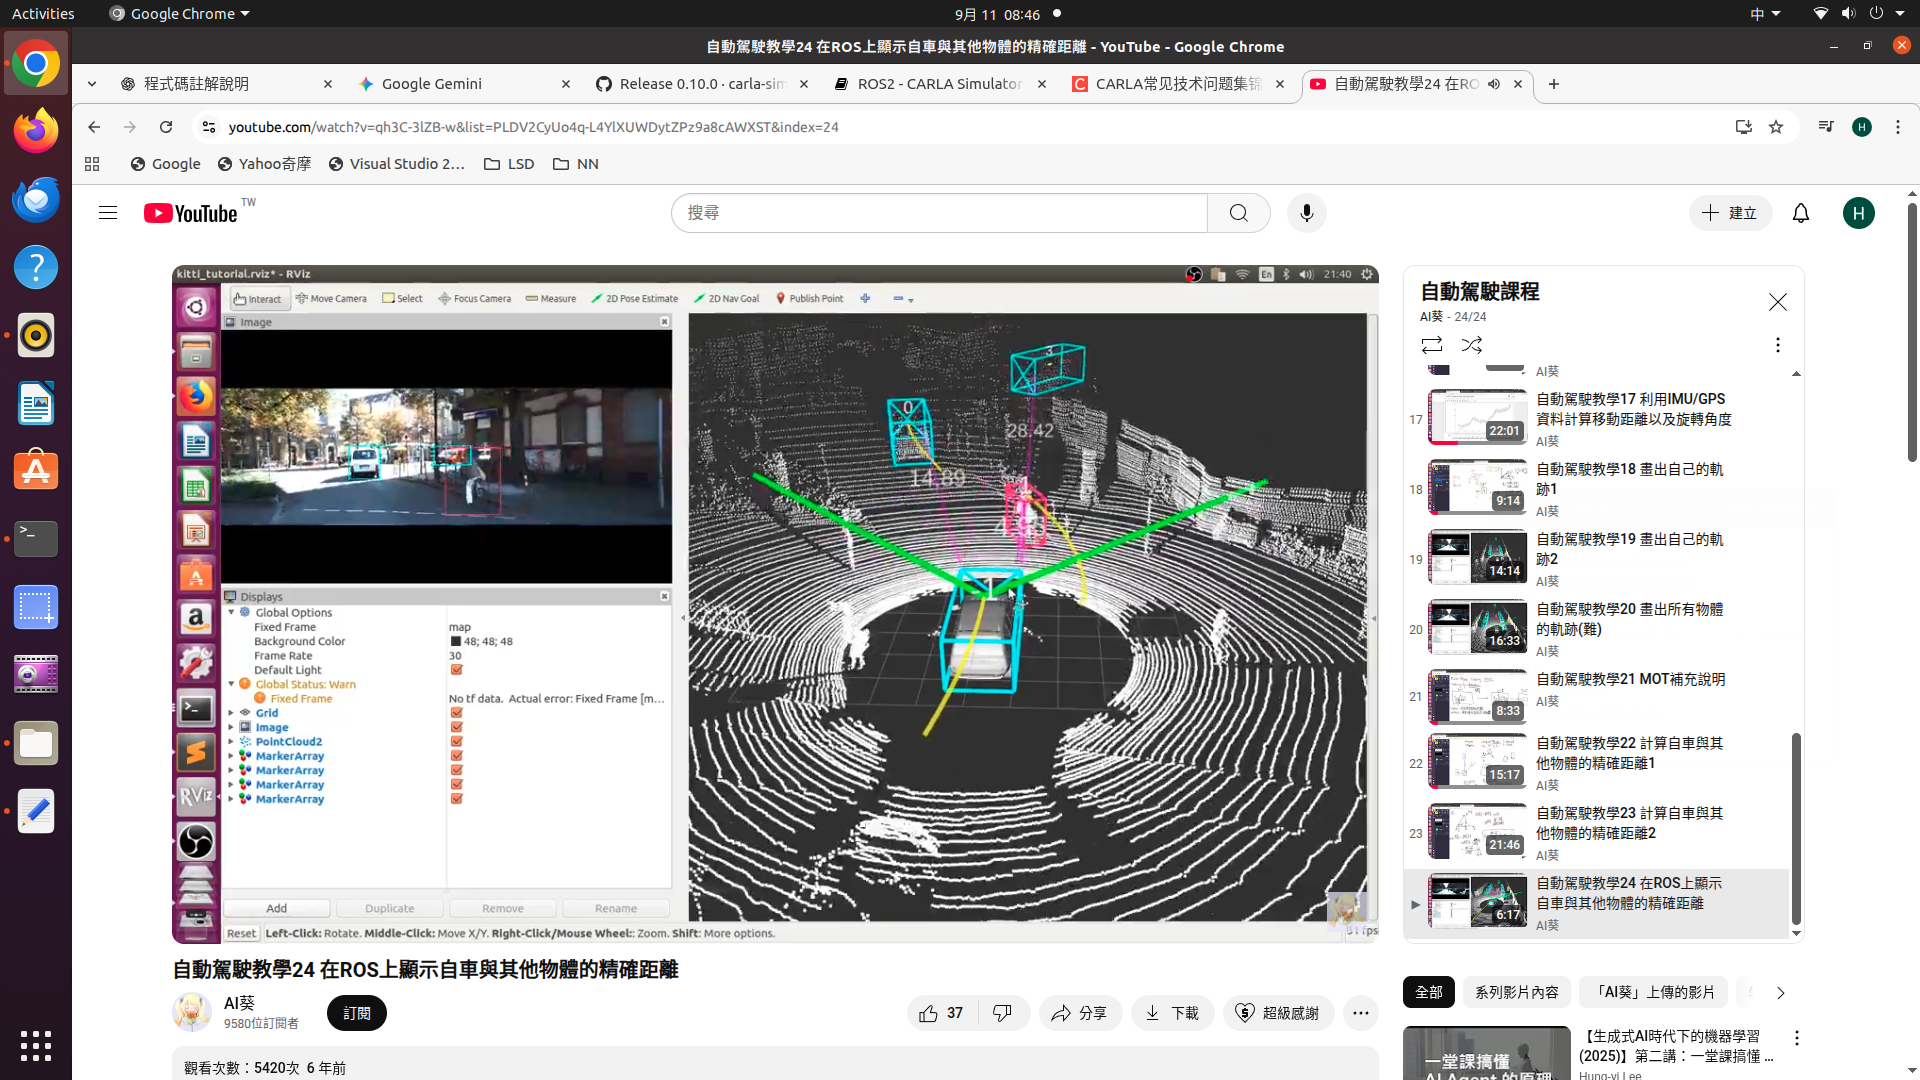 Activities
Google Chrome
9月 11 08:46
中
自動駕駛教學24 在ROS上顯示自車與其他物體的精確距離 - YouTube - Google Chrome
程式碼註解說明
Google Gemini
Release 0.10.0 · carla-sim
ROS2 - CARLA Simulator
CARLA常见技术问题集锦
自動駕駛教學24 在RO
youtube.com/watch?v=qh3C-3lZB-w&list=PLDV2CyUo4q-L4YlXUWDytZPz9a8cAWXST&index=24
H
Google
Yahoo奇摩
Visual Studio 2...
LSD
NN
YouTube
TW
搜尋
建立
H
kitti_tutorial.rviz* - RViz
En
21:40
Interact
Move Camera
Select
Focus Camera
Measure
2D Pose Estimate
2D Nav Goal
Publish Point
Image
0
3
28.42
14.89
Displays
Global Options
Fixed Frame
map
Background Color
48; 48; 48
Frame Rate
30
Default Light
Global Status: Warn
Fixed Frame
No tf data. Actual error: Fixed Frame [m...
Grid
Image
PointCloud2
MarkerArray
MarkerArray
MarkerArray
MarkerArray
RViz
Add
Duplicate
Remove
Rename
Reset
Left-Click: Rotate. Middle-Click: Move X/Y. Right-Click/Mouse Wheel:: Zoom. Shift: More options.
自動駕駛教學24 在ROS上顯示自車與其他物體的精確距離
AI葵
9580位訂閱者
訂閱
37
分享
下載
超級感謝
觀看次數：5420次 6 年前
自動駕駛課程
AI葵 - 24/24
AI葵
17
22:01
自動駕駛教學17 利用IMU/GPS
資料計算移動距離以及旋轉角度
AI葵
18
9:14
自動駕駛教學18 畫出自己的軌
跡1
AI葵
19
14:14
自動駕駛教學19 畫出自己的軌
跡2
AI葵
20
16:33
自動駕駛教學20 畫出所有物體
的軌跡(難)
AI葵
21
8:33
自動駕駛教學21 MOT補充說明
AI葵
22
15:17
自動駕駛教學22 計算自車與其
他物體的精確距離1
AI葵
23
21:46
自動駕駛教學23 計算自車與其
他物體的精確距離2
AI葵
6:17
自動駕駛教學24 在ROS上顯示
自車與其他物體的精確距離
AI葵
全部
系列影片內容
「AI葵」上傳的影片
一堂課搞懂
AI Agent 的原理
【生成式AI時代下的機器學習
(2025)】第二講：一堂課搞懂 ...
Hung-yi Lee